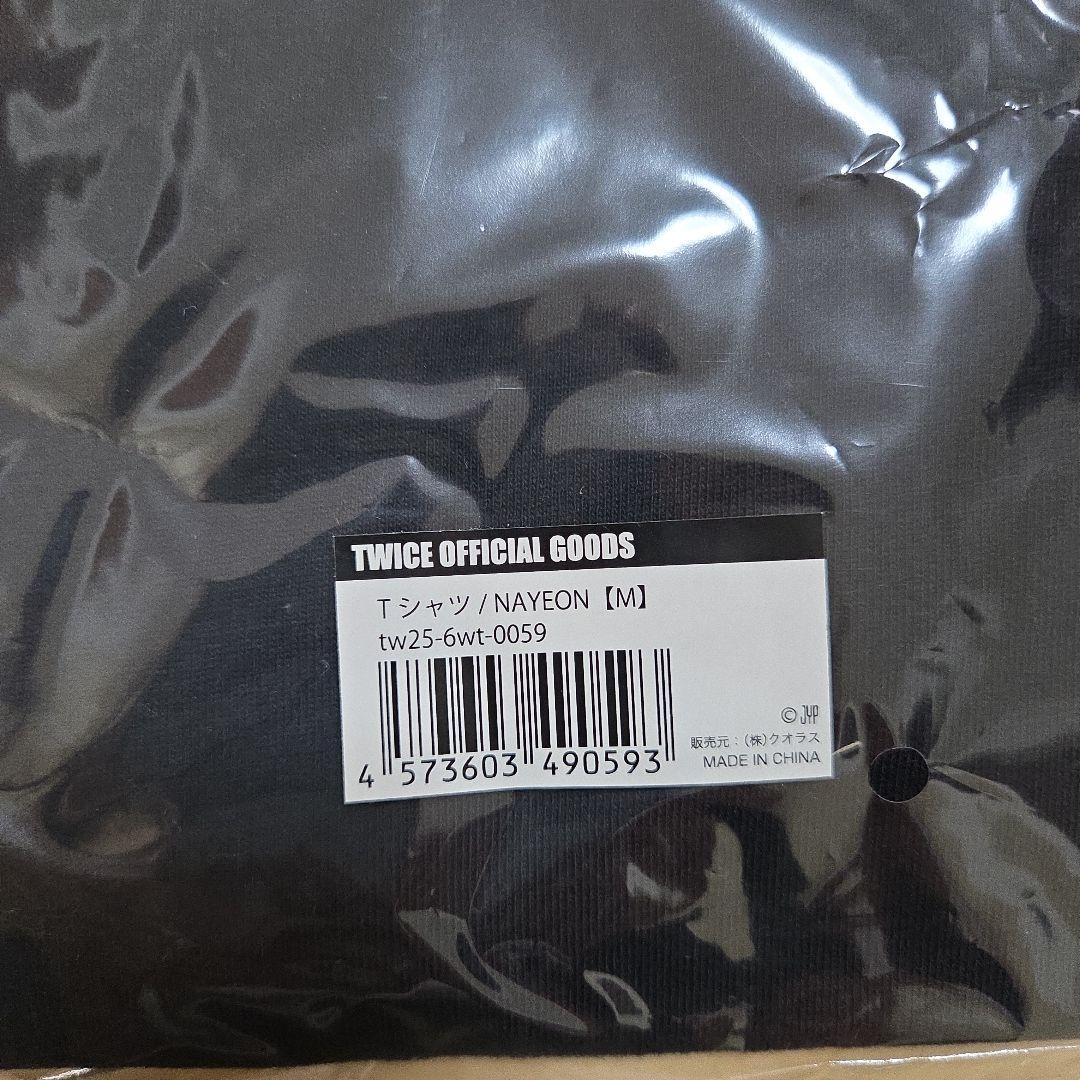 TWICE OFFICIAL GOODS
Tシャツ / NAYEON【M】
tw25-6wt-0059
4 573603 490593
© JYP
販売元：(株)クオラス
MADE IN CHINA